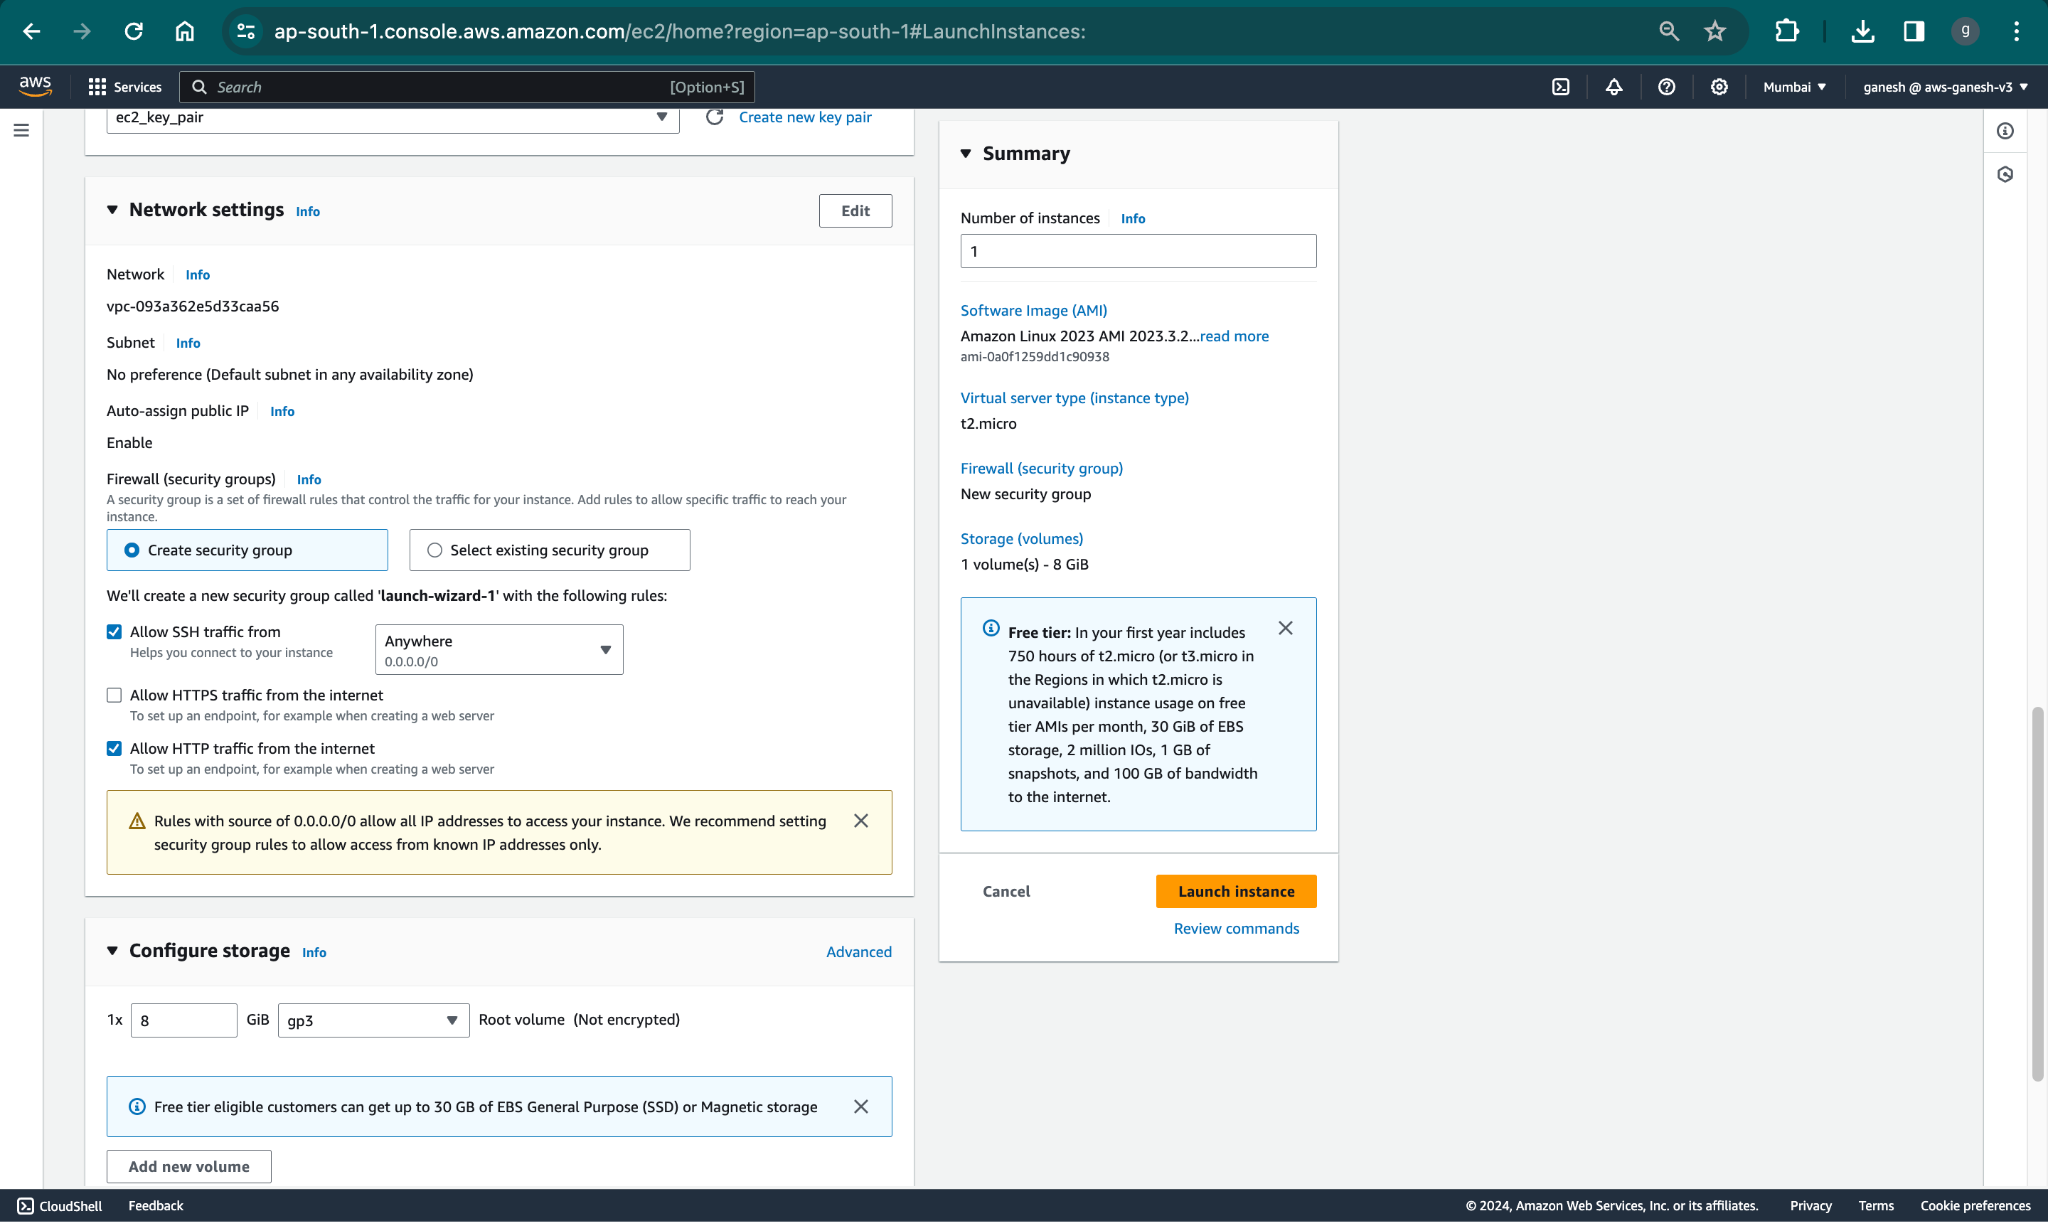 ap-south-1.console.aws.amazon.com/ec2/home?region=ap-south-1#LaunchInstances:
g
aws
Services
Search
[Option+S]
Mumbai
ganesh @ aws-ganesh-v3
ec2_key_pair
Create new key pair
Network settings Info
Edit
Network Info
vpc-093a362e5d33caa56
Subnet Info
No preference (Default subnet in any availability zone)
Auto-assign public IP Info
Enable
Firewall (security groups) Info
A security group is a set of firewall rules that control the traffic for your instance. Add rules to allow specific traffic to reach your
instance.
Create security group
Select existing security group
We'll create a new security group called 'launch-wizard-1' with the following rules:
Allow SSH traffic from
Helps you connect to your instance
Anywhere
0.0.0.0/0
Allow HTTPS traffic from the internet
To set up an endpoint, for example when creating a web server
Allow HTTP traffic from the internet
To set up an endpoint, for example when creating a web server
Rules with source of 0.0.0.0/0 allow all IP addresses to access your instance. We recommend setting
security group rules to allow access from known IP addresses only.
Configure storage Info
Advanced
1x 8 GiB gp3 Root volume (Not encrypted)
Free tier eligible customers can get up to 30 GB of EBS General Purpose (SSD) or Magnetic storage
Add new volume
Summary
Number of instances Info
1
Software Image (AMI)
Amazon Linux 2023 AMI 2023.3.2...read more
ami-0a0f1259dd1c90938
Virtual server type (instance type)
t2.micro
Firewall (security group)
New security group
Storage (volumes)
1 volume(s) - 8 GiB
Free tier: In your first year includes
750 hours of t2.micro (or t3.micro in
the Regions in which t2.micro is
unavailable) instance usage on free
tier AMIs per month, 30 GiB of EBS
storage, 2 million IOs, 1 GB of
snapshots, and 100 GB of bandwidth
to the internet.
Cancel
Launch instance
Review commands
CloudShell
Feedback
© 2024, Amazon Web Services, Inc. or its affiliates.
Privacy
Terms
Cookie preferences